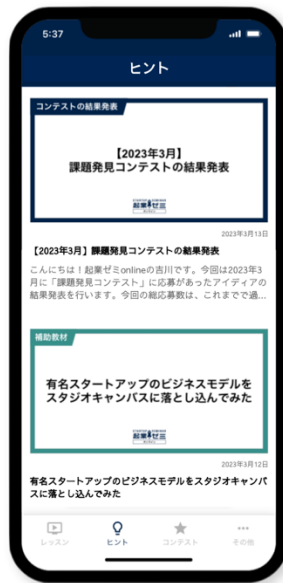 5:37
ヒント
コンテストの結果発表
【2023年3月】
課題発見コンテストの結果発表
起業ゼミ
2023年3月13日
【2023年3月】課題発見コンテストの結果発表
こんにちは！起業ゼミonlineの吉川です。今回は2023年3
月に「課題発見コンテスト」に応募があったアイディアの
結果発表を行います。今回の総応募数は、これまでで過...
補助教材
有名スタートアップのビジネスモデルを
スタジオキャンバスに落とし込んでみた
起業ゼミ
2023年3月12日
有名スタートアップのビジネスモデルをスタジオキャンバ
スに落とし込んでみた
レッスン
ヒント
コンテスト
その他